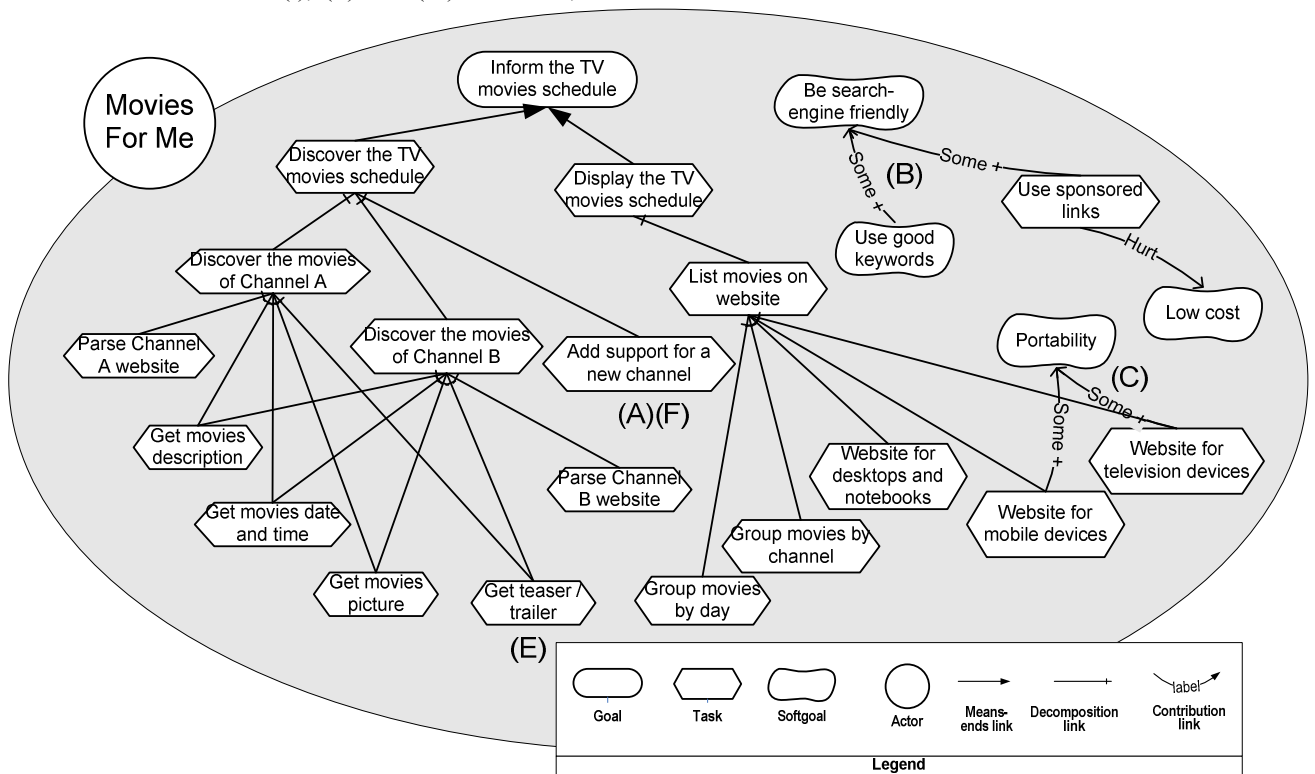 Inform the TV
movies schedule
Movies
For Me
Be search-
engine friendly
Discover the TV
movies schedule
Display the TV
movies schedule
Some +
Some +
(B)
Use sponsored
links
Use good
keywords
Hurt
Discover the movies
of Channel A
List movies on
website
Low cost
Parse Channel
A website
Discover the movies
of Channel B
Add support for a
new channel
Portability
(C)
(A)(F)
Some +
Some +
Get movies
description
Website for
desktops and
notebooks
Website for
television devices
Parse Channel
B website
Get movies date
and time
Website for
mobile devices
Group movies by
channel
Get movies
picture
Get teaser /
trailer
Group movies
by day
(E)
label
Goal
Task
Softgoal
Actor
Means-
ends link
Decomposition
link
Contribution
link
Legend